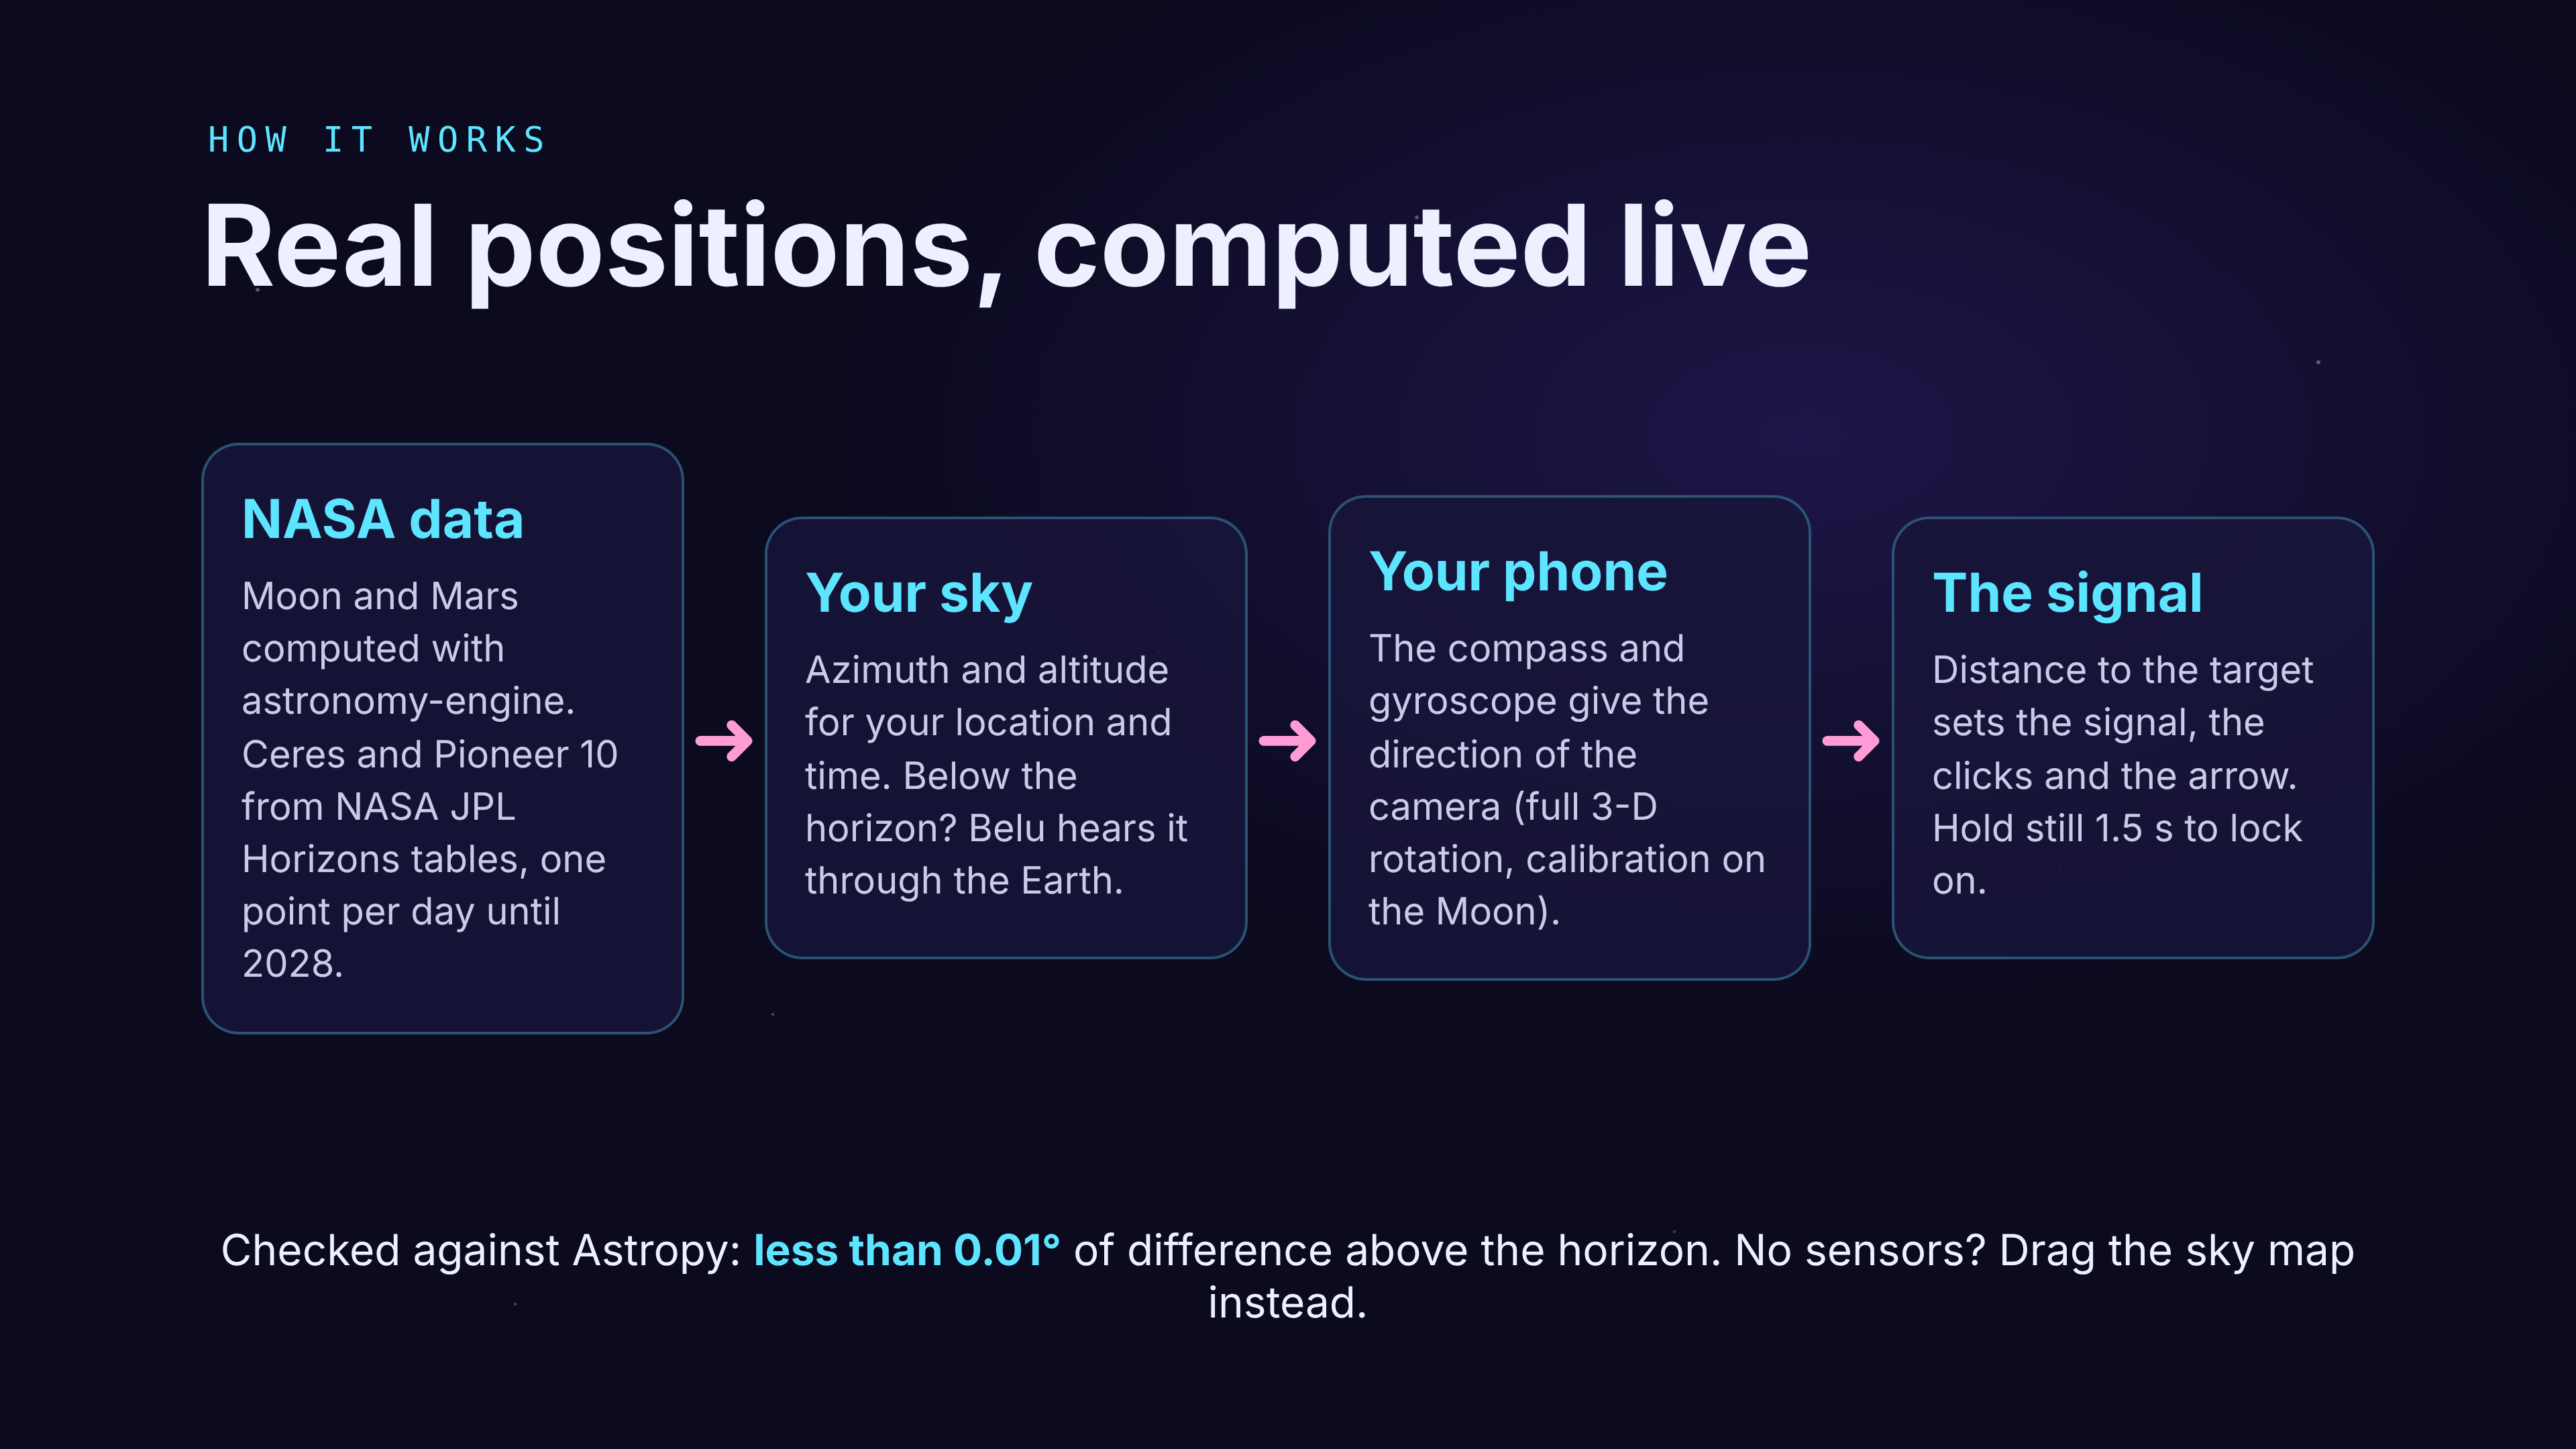 HOW IT WORKS
Real positions, computed live
NASA data
Moon and Mars
computed with
astronomy-engine.
Ceres and Pioneer 10
from NASA JPL
Horizons tables, one
point per day until
2028.
Your sky
Azimuth and altitude
for your location and
time. Below the
horizon? Belu hears it
through the Earth.
Your phone
The compass and
gyroscope give the
direction of the
camera (full 3-D
rotation, calibration on
the Moon).
The signal
Distance to the target
sets the signal, the
clicks and the arrow.
Hold still 1.5 s to lock
on.
Checked against Astropy: less than 0.01° of difference above the horizon. No sensors? Drag the sky map
instead.